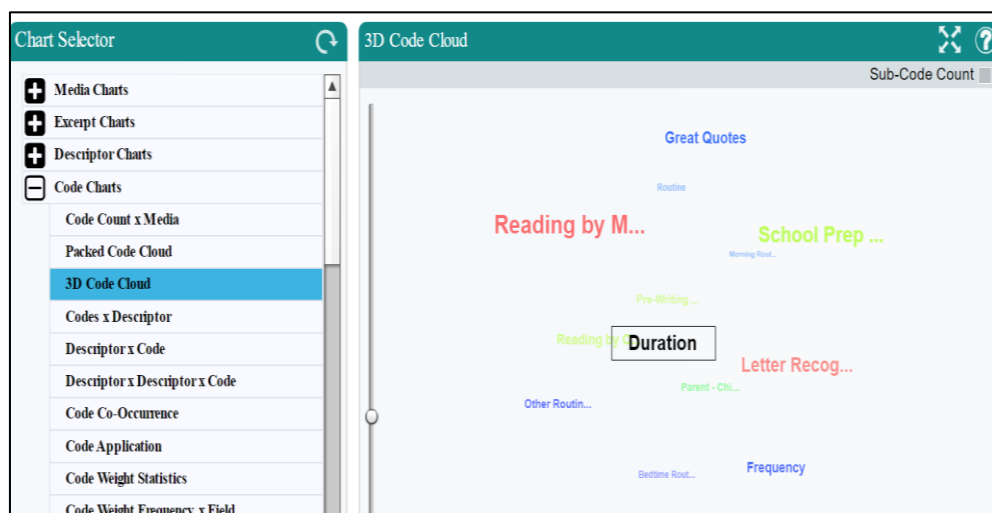 Chart Selector
Media Charts
Excerpt Charts
Descriptor Charts
Code Charts
Code Count x Media
Packed Code Cloud
3D Code Cloud
Codes x Descriptor
Descriptor x Code
Descriptor x Descriptor x Code
Code Co-Occurrence
Code Application
Code Weight Statistics
Code Weight Frequency x Field
3D Code Cloud
?
Sub-Code Count
Great Quotes
Routine
Reading by M...
School Prep ...
Morning Rout...
Pre-Writing ...
Reading by
Duration
Letter Recog...
Parent - Chi...
Other Routin...
Frequency
Bedtime Rout...